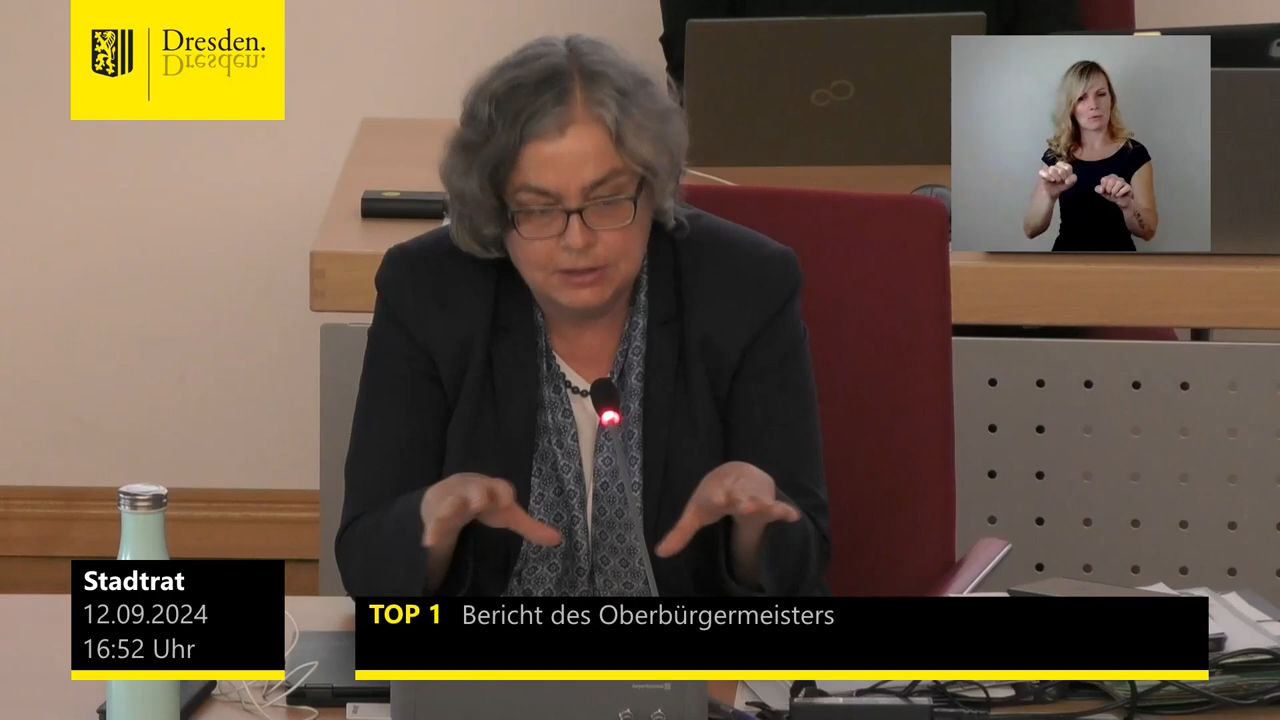 Dresden.
Dresden.
Stadtrat
12.09.2024
16:52 Uhr
TOP 1 Bericht des Oberbürgermeisters